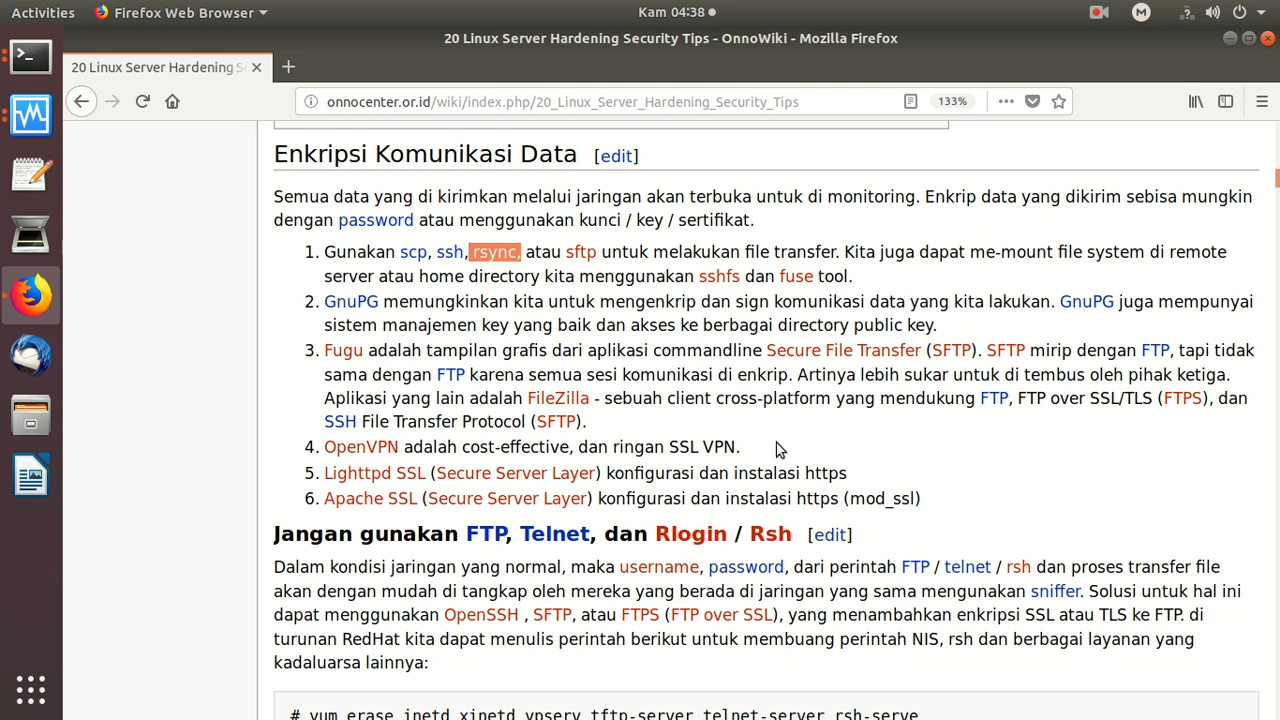 Activities Firefox Web Browser Kam 04:38 M ?
20 Linux Server Hardening Security Tips - OnnoWiki - Mozilla Firefox
20 Linux Server Hardening S
onnocenter.or.id/wiki/index.php/20_Linux_Server_Hardening_Security_Tips 133%
Enkripsi Komunikasi Data [edit]
Semua data yang di kirimkan melalui jaringan akan terbuka untuk di monitoring. Enkrip data yang dikirim sebisa mungkin
dengan password atau menggunakan kunci / key / sertifikat.
1. Gunakan scp, ssh, rsync, atau sftp untuk melakukan file transfer. Kita juga dapat me-mount file system di remote
server atau home directory kita menggunakan sshfs dan fuse tool.
2. GnuPG memungkinkan kita untuk mengenkrip dan sign komunikasi data yang kita lakukan. GnuPG juga mempunyai
sistem manajemen key yang baik dan akses ke berbagai directory public key.
3. Fugu adalah tampilan grafis dari aplikasi commandline Secure File Transfer (SFTP). SFTP mirip dengan FTP, tapi tidak
sama dengan FTP karena semua sesi komunikasi di enkrip. Artinya lebih sukar untuk di tembus oleh pihak ketiga.
Aplikasi yang lain adalah FileZilla - sebuah client cross-platform yang mendukung FTP, FTP over SSL/TLS (FTPS), dan
SSH File Transfer Protocol (SFTP).
4. OpenVPN adalah cost-effective, dan ringan SSL VPN.
5. Lighttpd SSL (Secure Server Layer) konfigurasi dan instalasi https
6. Apache SSL (Secure Server Layer) konfigurasi dan instalasi https (mod_ssl)
Jangan gunakan FTP, Telnet, dan Rlogin / Rsh [edit]
Dalam kondisi jaringan yang normal, maka username, password, dari perintah FTP / telnet / rsh dan proses transfer file
akan dengan mudah di tangkap oleh mereka yang berada di jaringan yang sama mengunakan sniffer. Solusi untuk hal ini
dapat menggunakan OpenSSH , SFTP, atau FTPS (FTP over SSL), yang menambahkan enkripsi SSL atau TLS ke FTP. di
turunan RedHat kita dapat menulis perintah berikut untuk membuang perintah NIS, rsh dan berbagai layanan yang
kadaluarsa lainnya:
# yum erase inetd xinetd ypserv tftp-server telnet-server rsh-serve